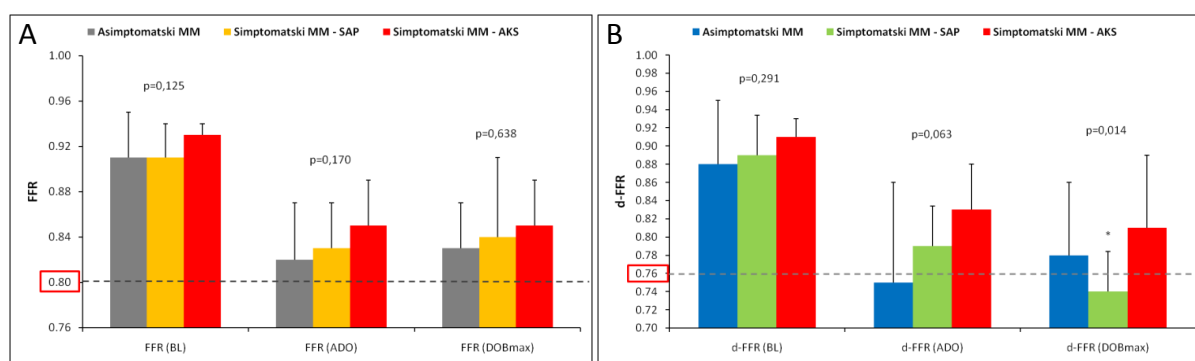 A
Asimptomatski MM Simptomatski MM - SAP Simptomatski MM - AKS
1.00
0.96
0.92
0.88
0.84
0.80
0.76
FFR
p=0,125
p=0,170
p=0,638
FFR (BL) FFR (ADO) FFR (DOBmax)
B
Asimptomatski MM Simptomatski MM - SAP Simptomatski MM - AKS
1.00
0.98
0.96
0.94
0.92
0.90
0.88
0.86
0.84
0.82
0.80
0.78
0.76
0.74
0.72
0.70
d-FFR
p=0,291
p=0,063
p=0,014
*
d-FFR (BL) d-FFR (ADO) d-FFR (DOBmax)